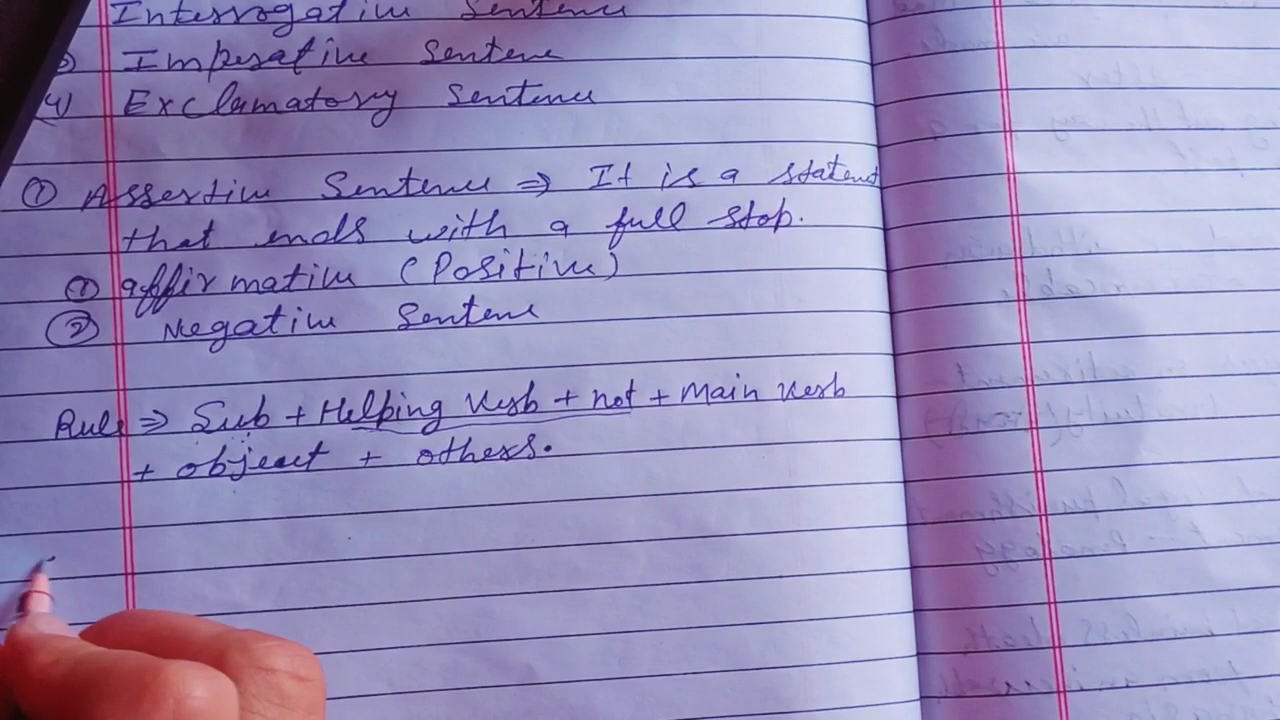 Interrogative Sentence
3) Imperative Sentence
(4) Exclamatory Sentence
① Assertive Sentence ⇒ It is a statement
that ends with a full stop.
① affirmative (Positive)
② Negative Sentence
Rule ⇒ Sub + Helping Verb + not + Main Verb
+ object + others.